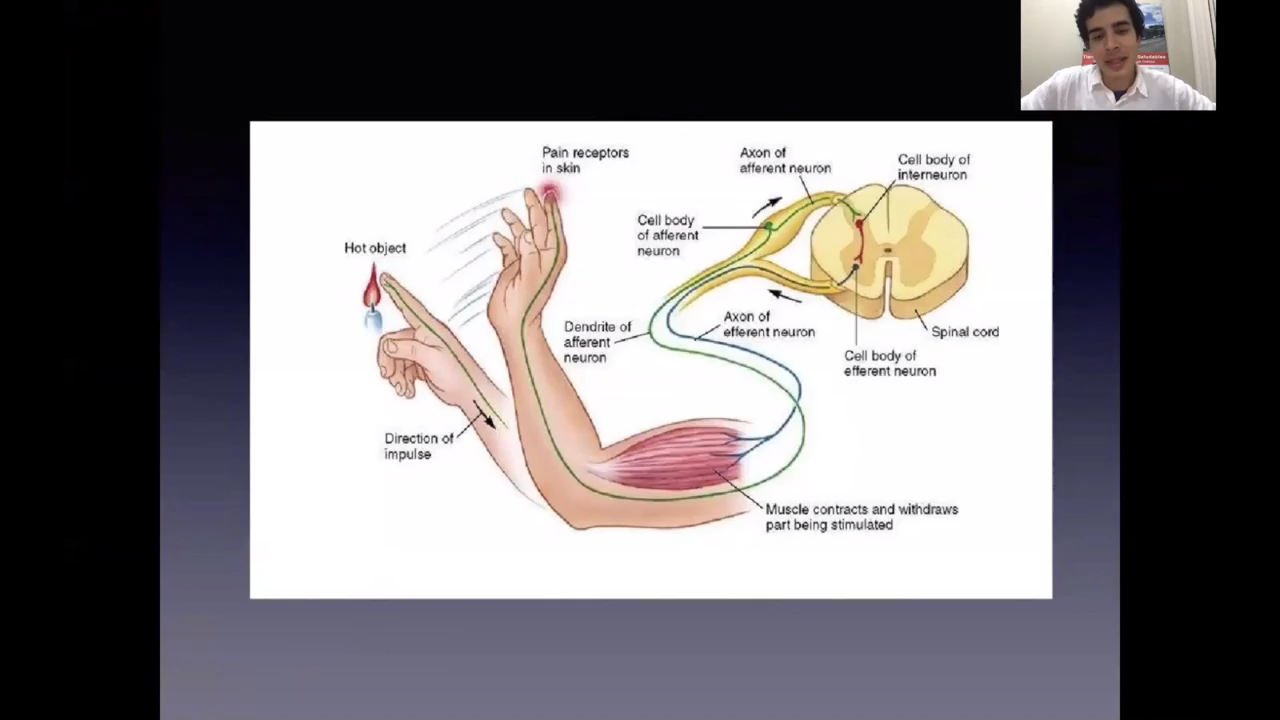 Pain receptors
in skin
Axon of
afferent neuron
Cell body of
interneuron
Cell body
of afferent
neuron
Hot object
Dendrite of
afferent
neuron
Axon of
efferent neuron
Spinal cord
Cell body of
efferent neuron
Direction of
impulse
Muscle contracts and withdraws
part being stimulated